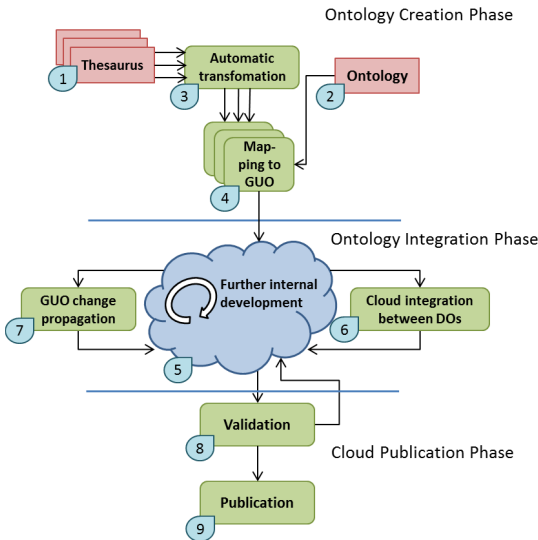 Ontology Creation Phase
Thesaurus
1
Automatic
transfomation
3
Ontology
2
Map-
ping to
GUO
4
Ontology Integration Phase
Further internal
development
5
GUO change
propagation
7
Cloud integration
between DOs
6
Validation
8
Cloud Publication Phase
Publication
9